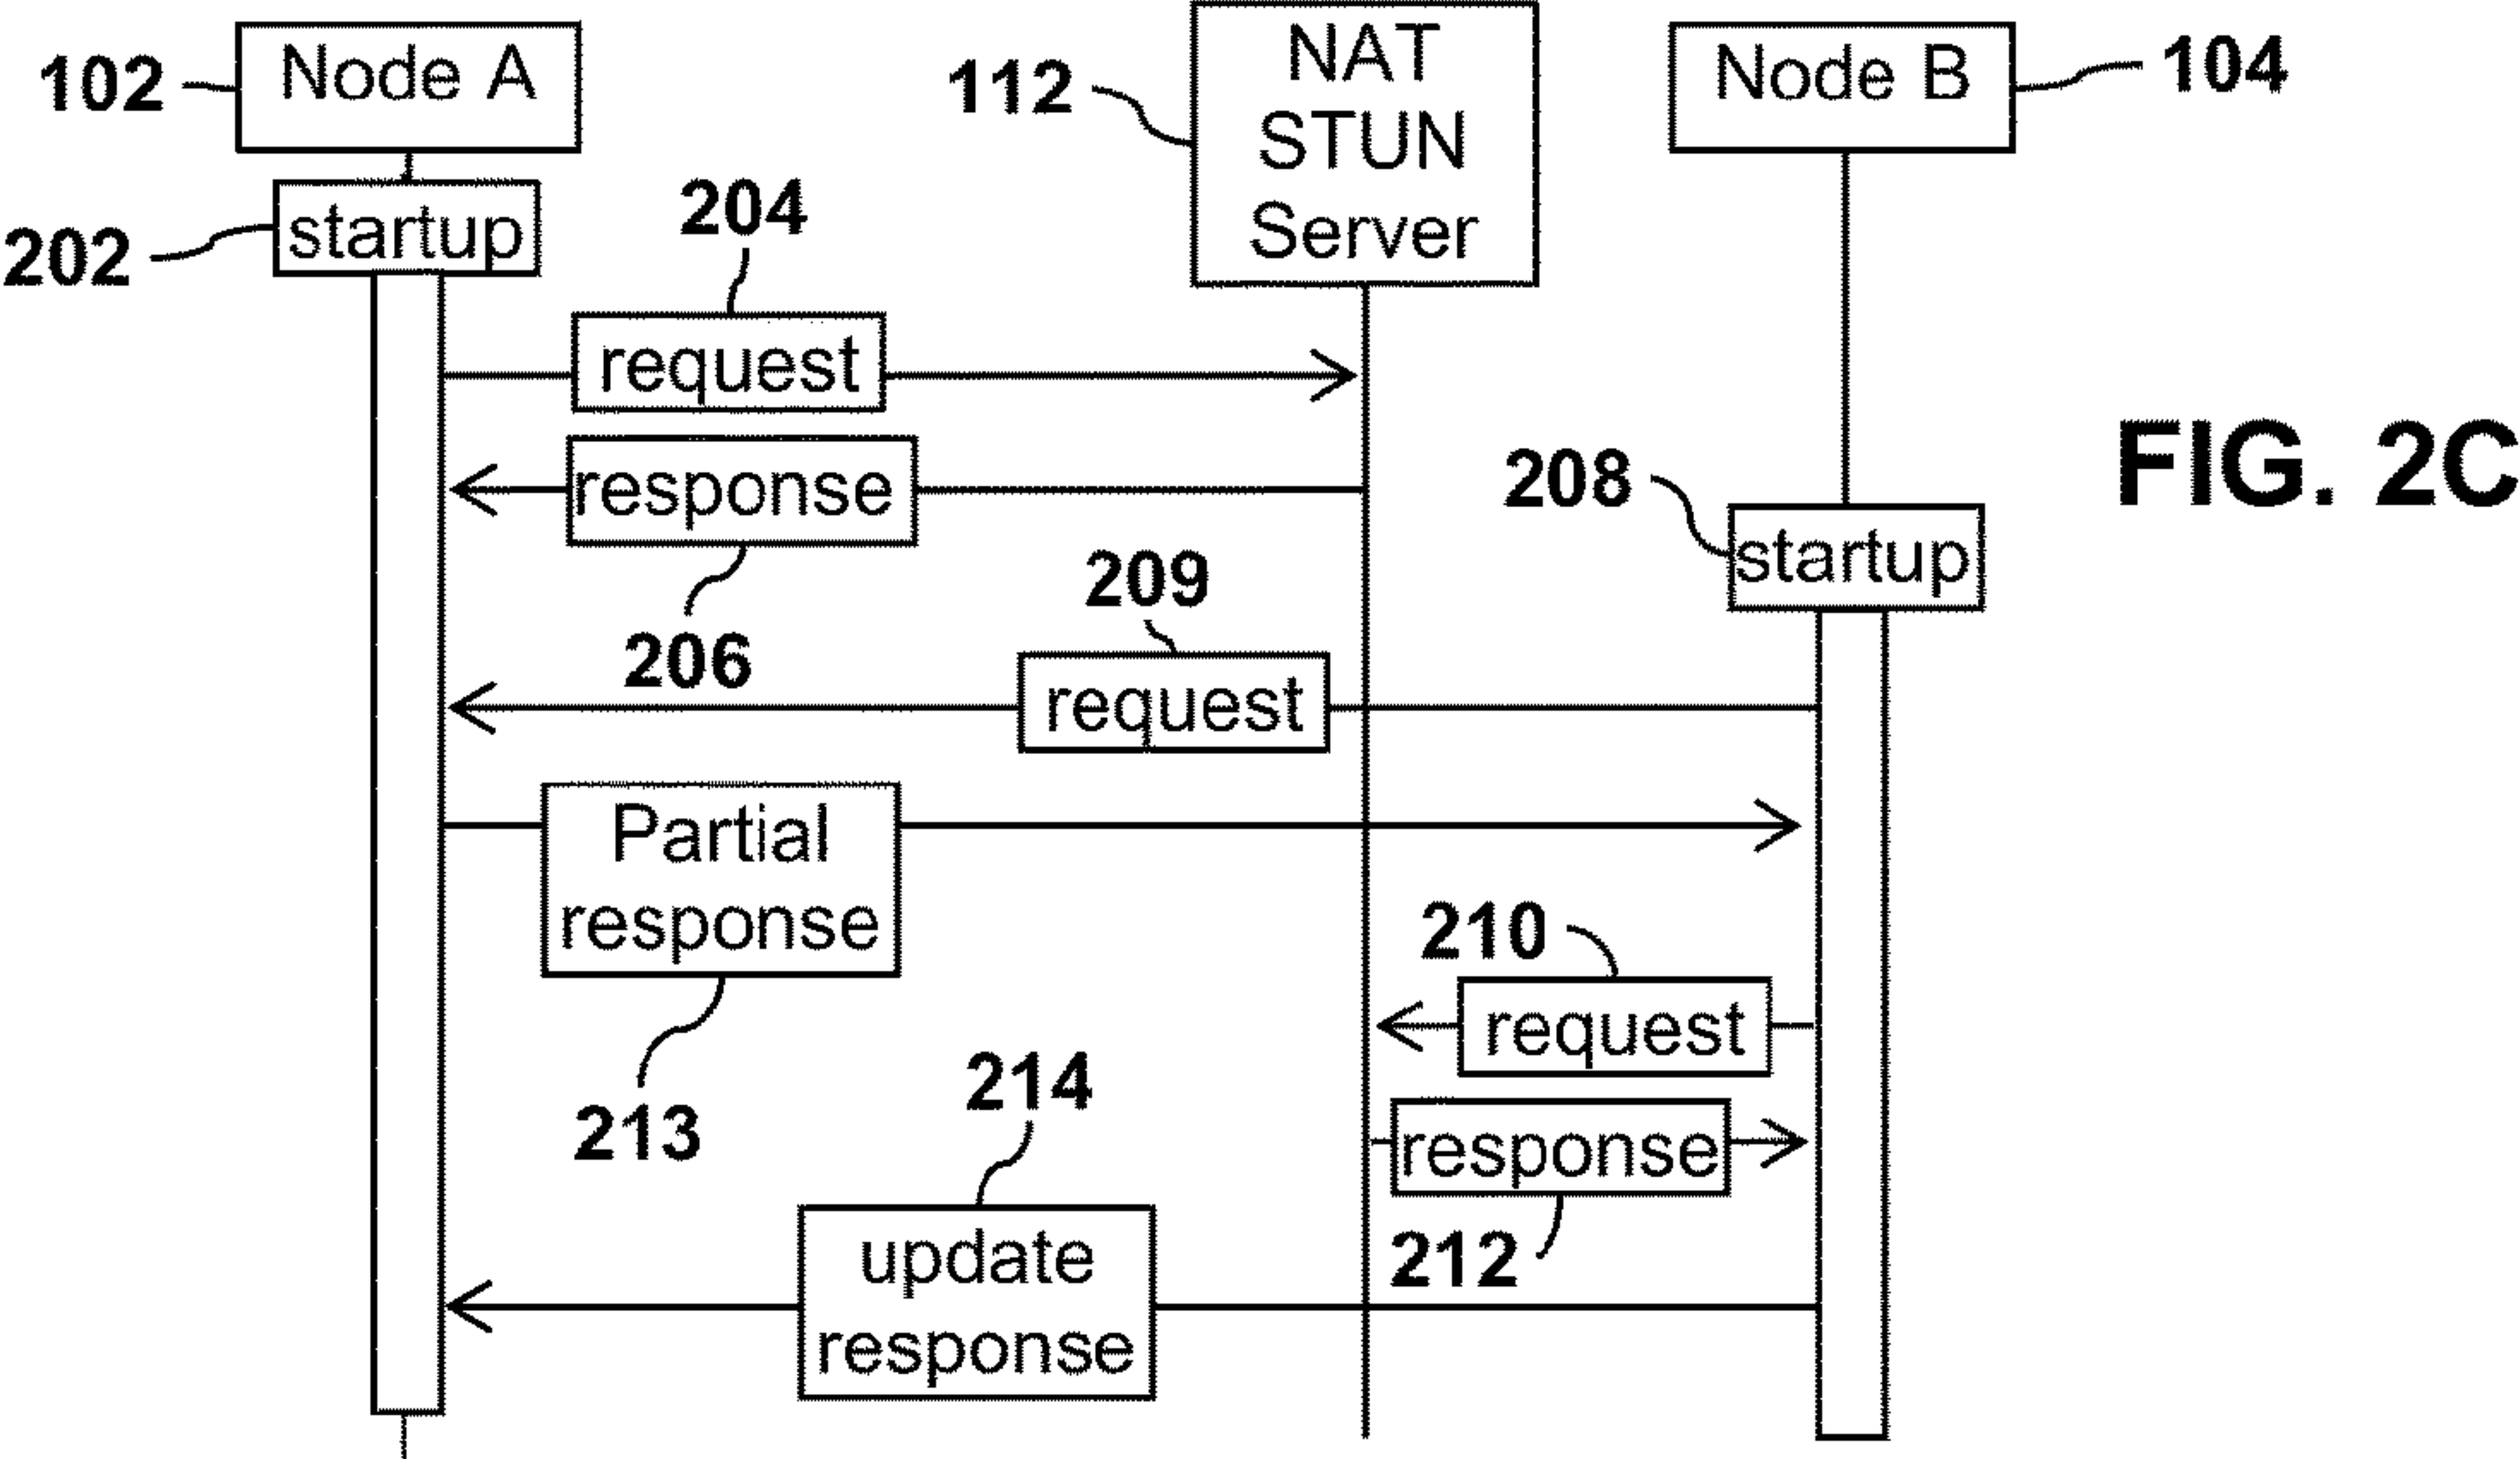 102
Node A
112
NAT
STUN
Server
Node B
104
202
startup
204
request
response
206
208
startup
FIG. 2C
209
request
Partial
response
213
210
request
response
212
214
update
response